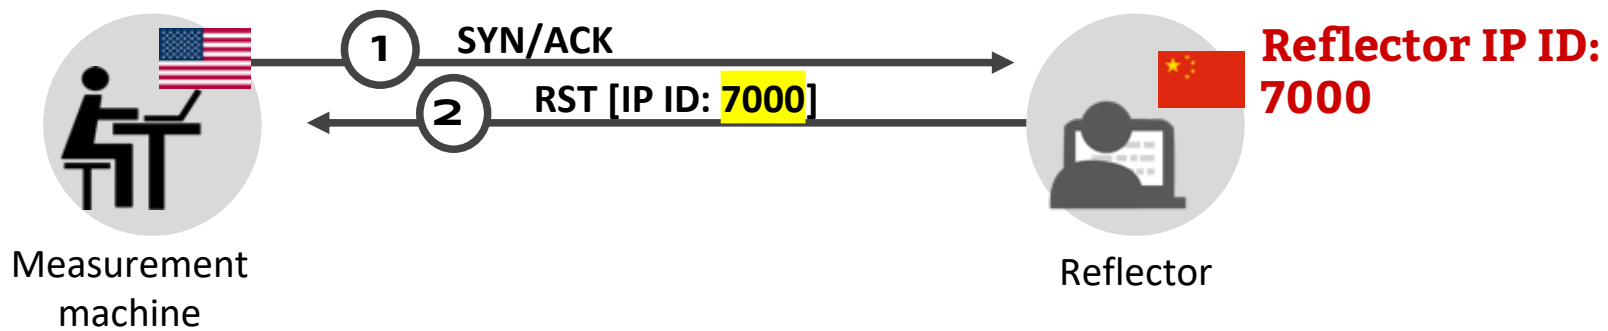 1
SYN/ACK
2
RST [IP ID: 7000]
Reflector IP ID:
7000
Measurement
machine
Reflector